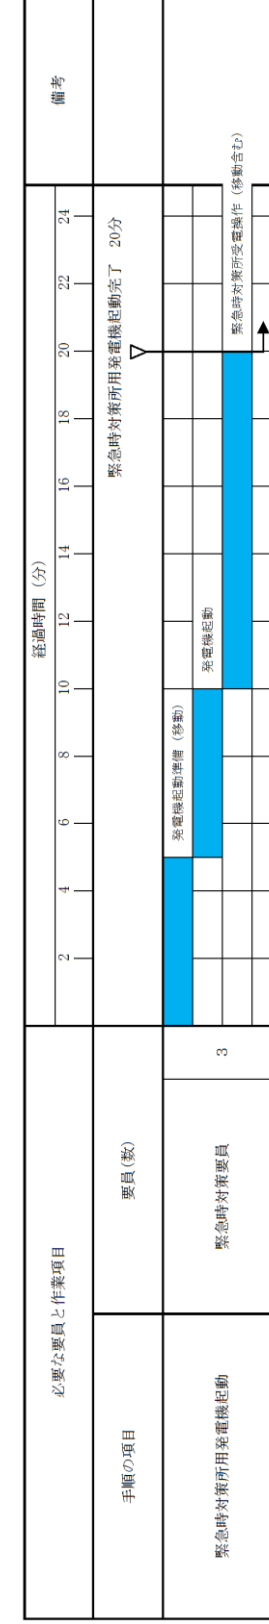 必要な要員と作業項目
経過時間(分)
備考
2 4 6 8 10 12 14 16 18 20 22 24
手順の項目
要員(数)
緊急時対策所用発電機起動完了 20分
緊急時対策所用発電機起動
緊急時対策要員
3
発電機起動準備(移動)
発電機起動
緊急時対策所受電操作(移動含む)